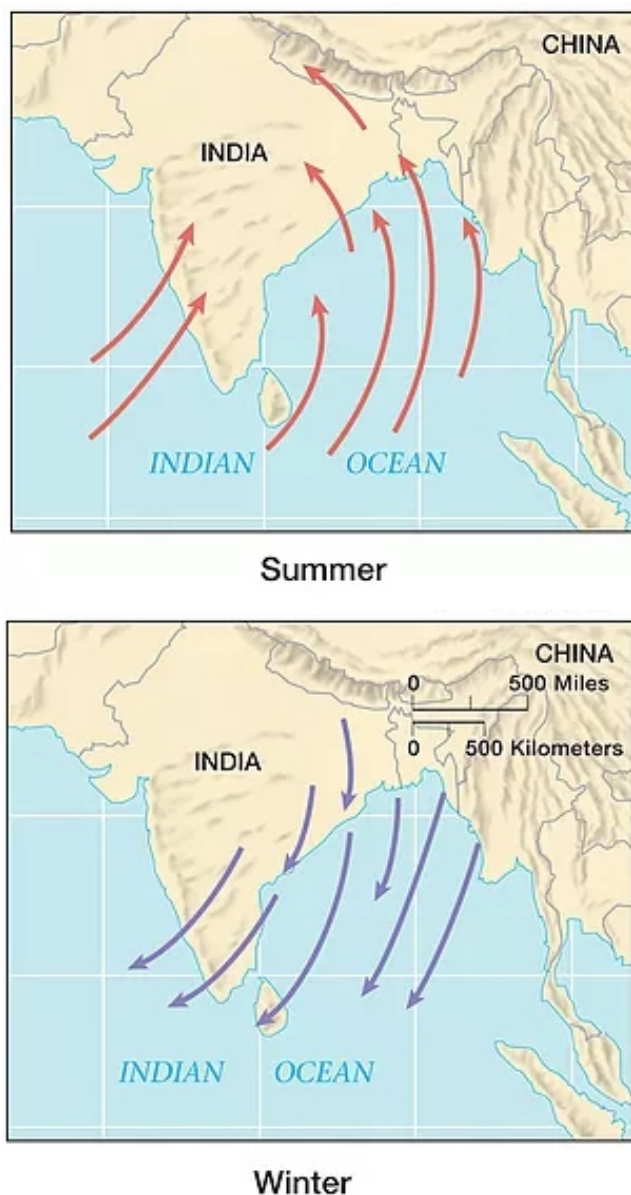 CHINA
INDIA
INDIAN OCEAN
Summer
CHINA
0 500 Miles
0 500 Kilometers
INDIA
INDIAN OCEAN
Winter